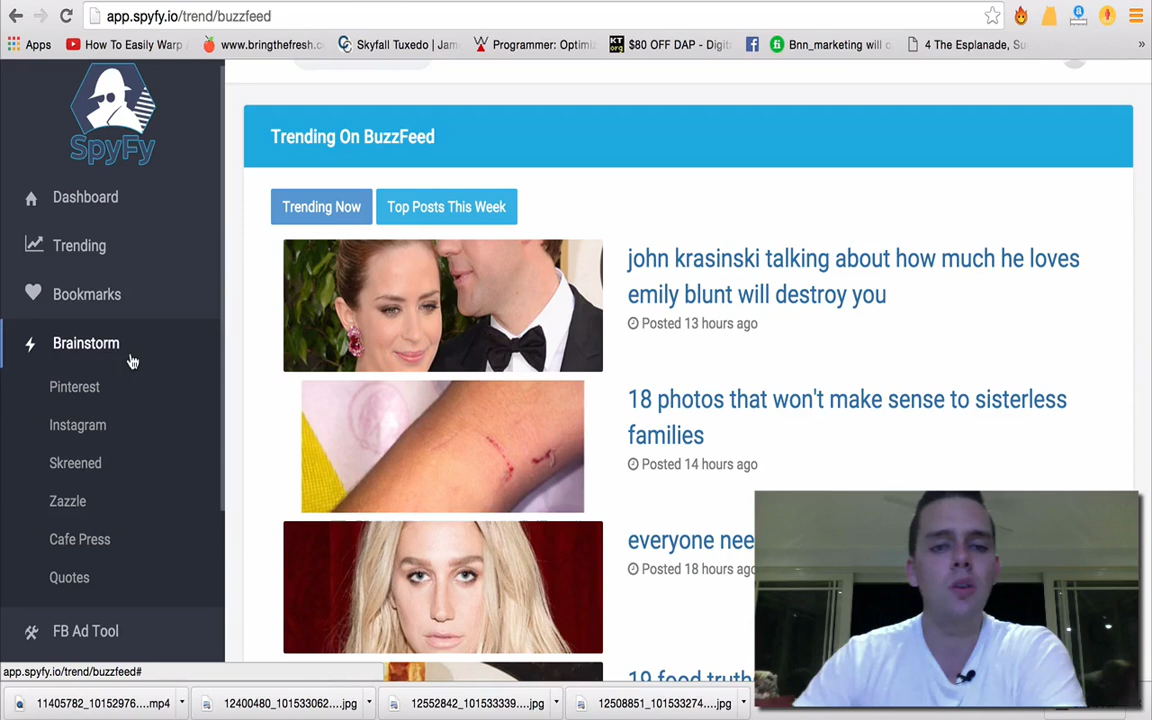 app.spyfy.io/trend/buzzfeed
Apps
How To Easily Warp
www.bringthefresh.c
Skyfall Tuxedo | Jam
Programmer: Optimi
KT
org
$80 OFF DAP - Digit
Bnn_marketing will c
4 The Esplanade, Su
»
SpyFy
Dashboard
Trending
Bookmarks
Brainstorm
Pinterest
Instagram
Skreened
Zazzle
Cafe Press
Quotes
FB Ad Tool
Trending On BuzzFeed
Trending Now
Top Posts This Week
john krasinski talking about how much he loves
emily blunt will destroy you
Posted 13 hours ago
18 photos that won't make sense to sisterless
families
Posted 14 hours ago
everyone nee
Posted 18 hours ago
19 food truth
app.spyfy.io/trend/buzzfeed#
11405782_10152976....mp4
12400480_101533062....jpg
12552842_101533339....jpg
12508851_101533274....jpg